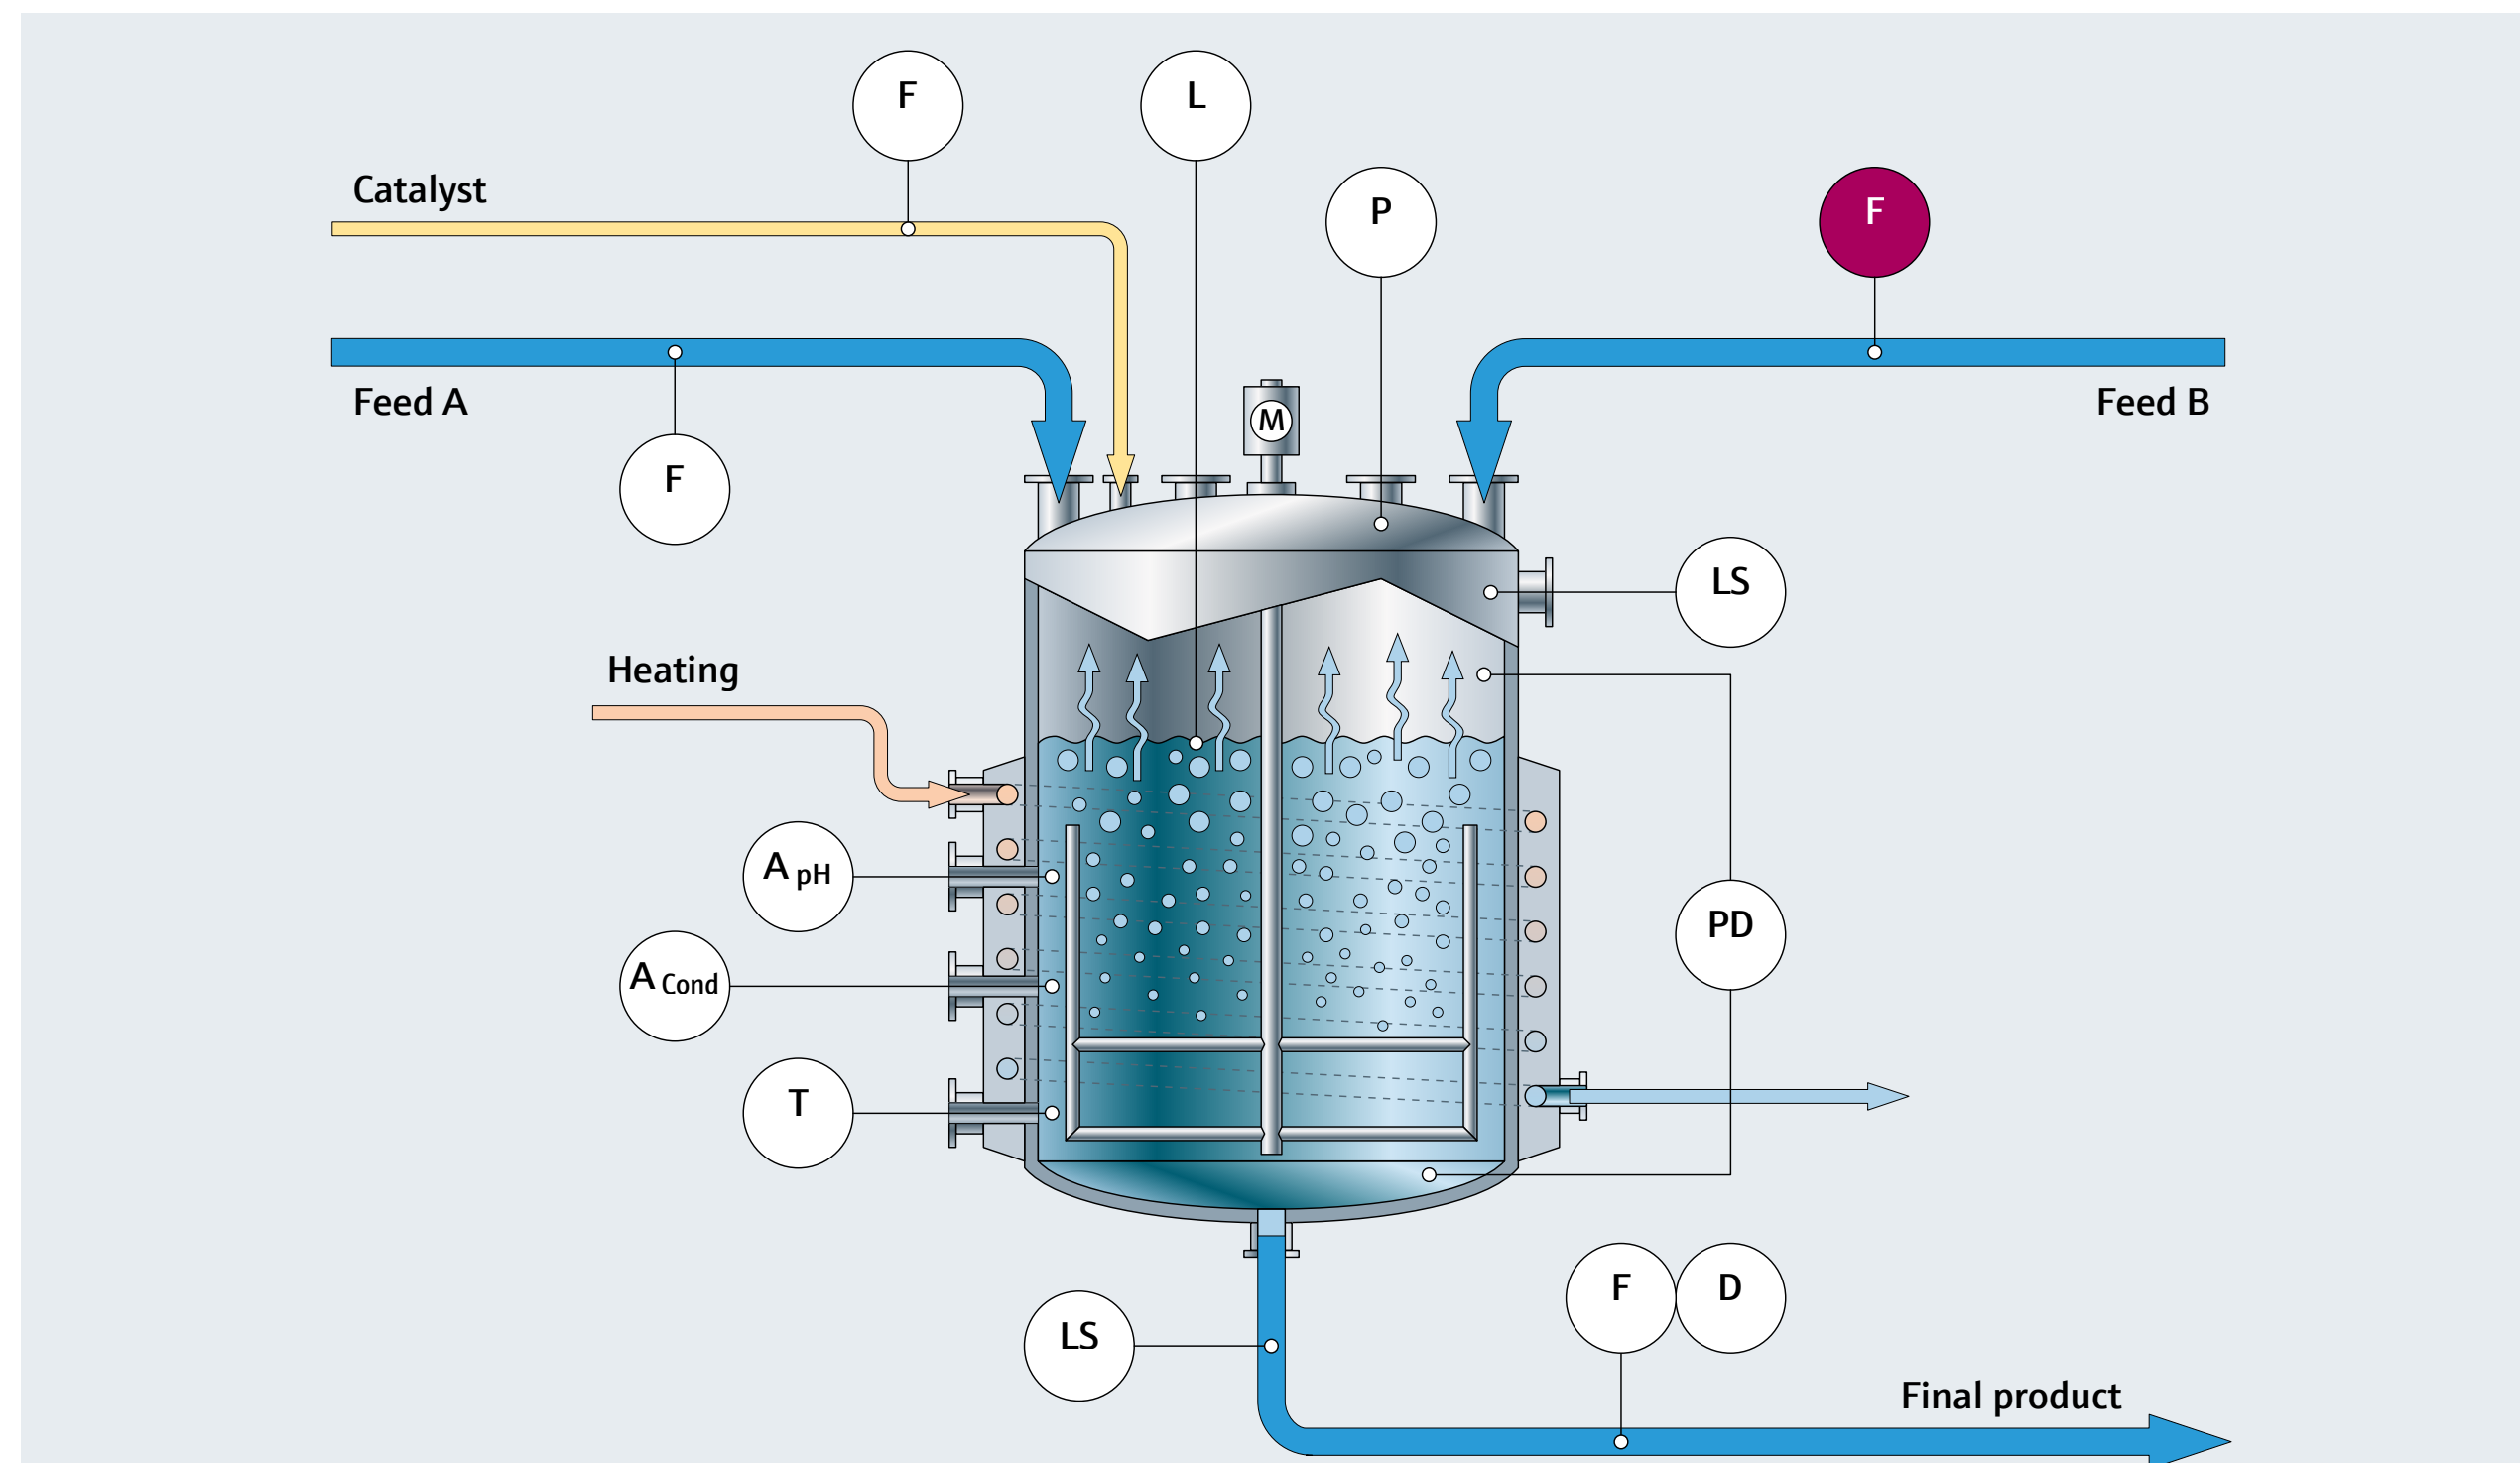 F
L
Catalyst
P
F
Feed A
Feed B
M
F
LS
Heating
A pH
PD
A Cond
T
F
D
LS
Final product